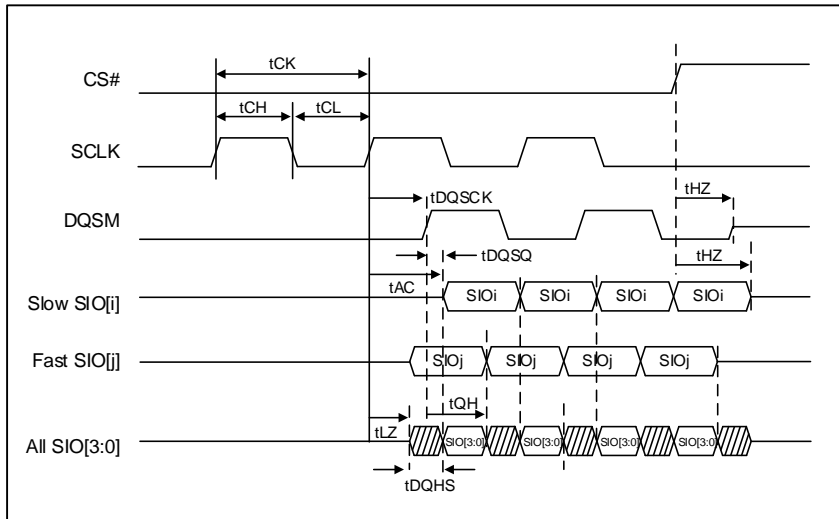 tCK
CS#
tCH tCL
SCLK
tDQSCK tHZ
DQSM
tDQSQ tHZ
tAC
Slow SIO[i] SIOi SIOi SIOi SIOi
Fast SIO[j] SIOj SIOj SIOj SIOj
tQH
tLZ
All SIO[3:0] SIO[3:0] SIO[3:0] SIO[3:0] SIO[3:0]
tDQHS